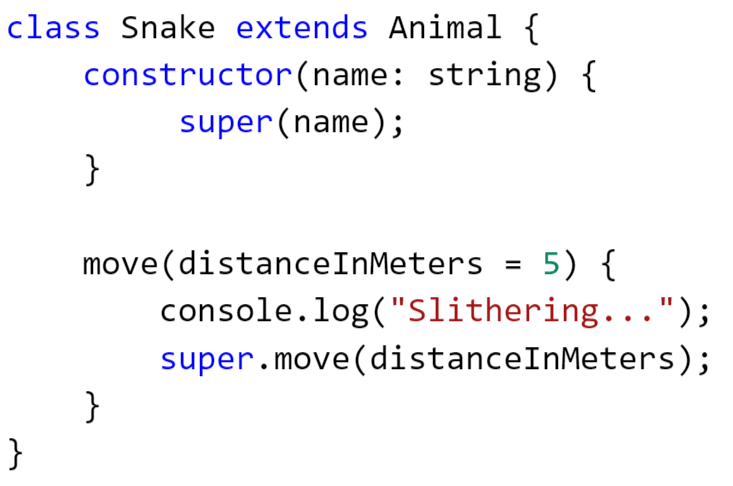 class Snake extends Animal {
    constructor(name: string) {
         super(name);
    }

    move(distanceInMeters = 5) {
        console.log("Slithering...");
        super.move(distanceInMeters);
    }
}